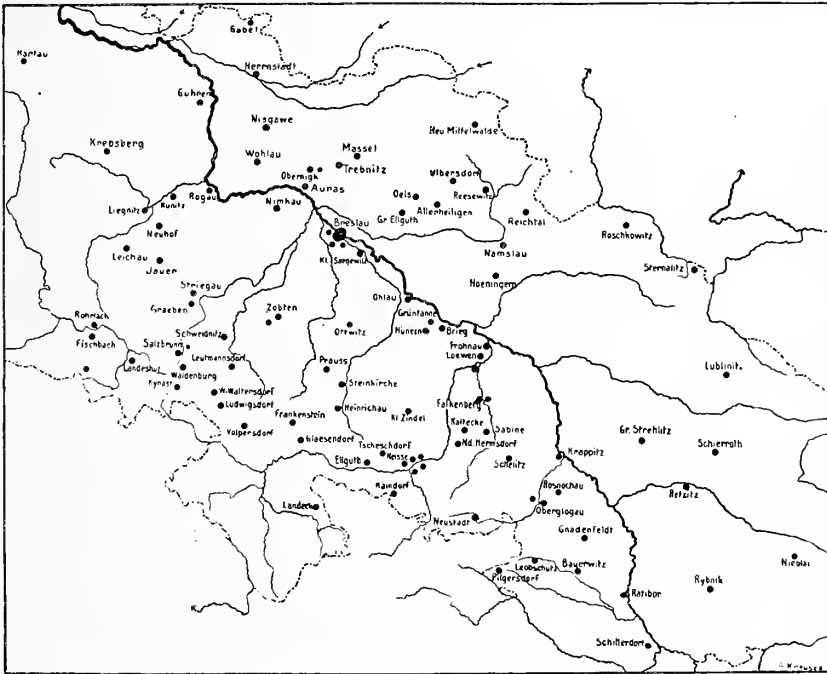 Gabel
Rantau
Herrnstadt
Guhren
Nisgawe
Neu Mittelwalde
Krebsberg
Massel
Wohlau
Trebnitz
Obernigk
Ulbersdorf
Auras
Oels
Reesewitz
Kunitz
Rogau
Nimkau
Allerheiligen
Liegnitz
Gr. Ellguth
Reichtal
Neuhof
Breslau
Roschkowitz
Leichau
Kl. Saegewitz
Namslau
Jauer
Sternalitz
Hoeningern
Striegau
Ohlau
Graeben
Zobten
Grüntanne
Rohrlach
Ottwitz
Hünern
Brieg
Schweidnitz
Fischbach
Salzbrunn
Frohnau
Leutmannsdorf
Loewen
Landeshut
Waldenburg
Prauss
Lublinitz
Kynast
Steinkirche
W. Waltersdorf
Falkenberg
Ludwigsdorf
Heinrichau
Kl. Zindel
Frankenstein
Kaltecke
Volpersdorf
Sabine
Gr. Strehlitz
Glaesendorf
Nd. Hermsdorf
Tscheschdorf
Schierroth
Neisse
Krappitz
Ellguth
Schelitz
Raindorf
Rosnochau
Retzitz
Landeck
Oberglogau
Neustadt
Gnadenfeldt
Nicolai
Leobschütz
Bauerwitz
Pilgersdorf
Rybnik
Ratibor
Schillerdorf